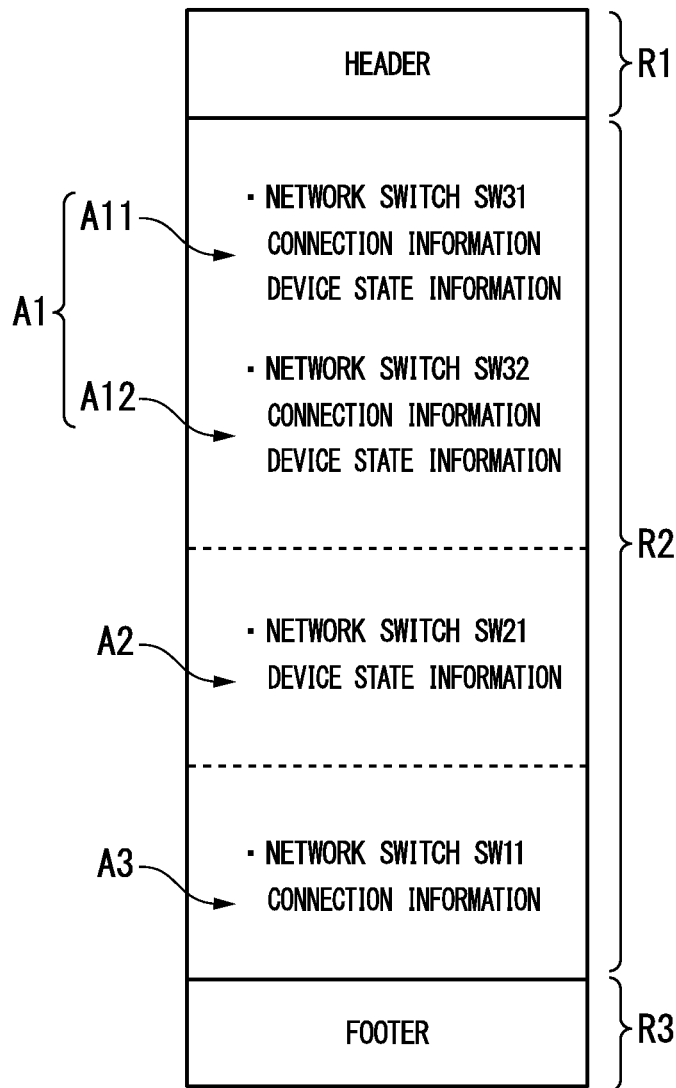 HEADER
R1
A1
A11
· NETWORK SWITCH SW31
CONNECTION INFORMATION
DEVICE STATE INFORMATION
A12
· NETWORK SWITCH SW32
CONNECTION INFORMATION
DEVICE STATE INFORMATION
R2
A2
· NETWORK SWITCH SW21
DEVICE STATE INFORMATION
A3
· NETWORK SWITCH SW11
CONNECTION INFORMATION
FOOTER
R3